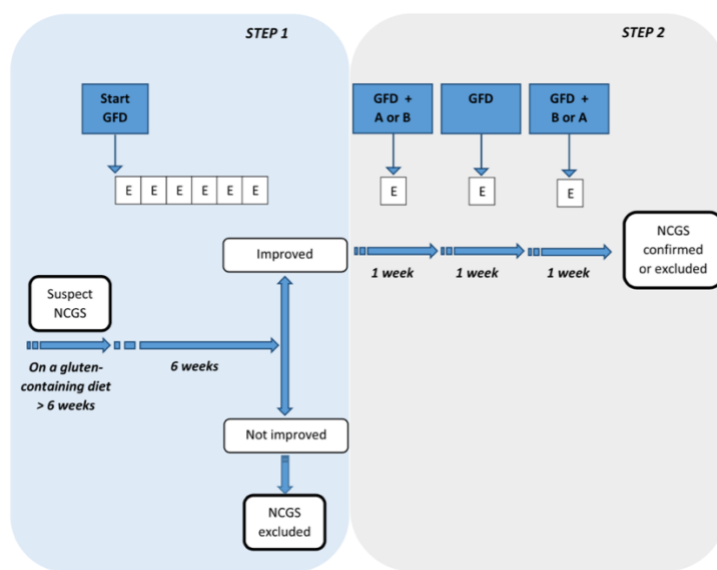 STEP 1
STEP 2
Start
GFD
GFD +
A or B
GFD
GFD +
B or A
E E E E E E
E
E
E
Improved
1 week
1 week
1 week
NCGS
confirmed
or excluded
Suspect
NCGS
On a gluten-
containing diet
> 6 weeks
6 weeks
Not improved
NCGS
excluded